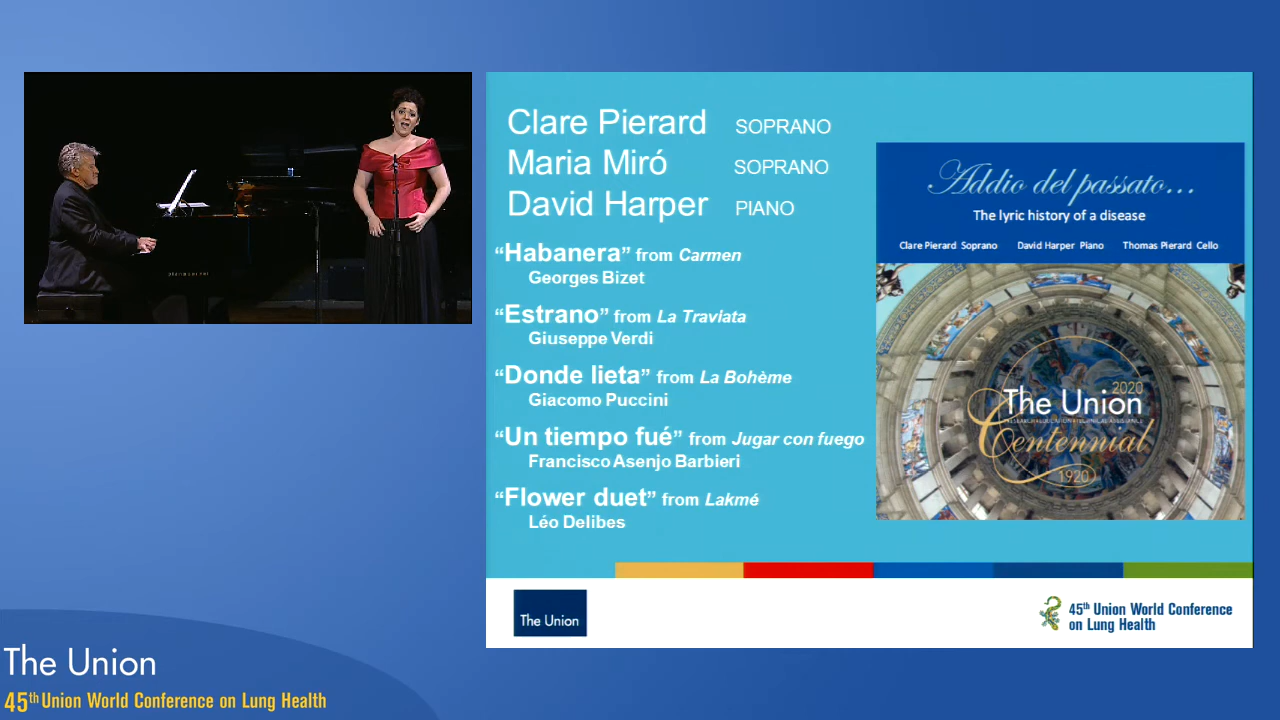 Clare Pierard SOPRANO
Maria Miró SOPRANO
David Harper PIANO
“Habanera” from Carmen
Georges Bizet
“Estrano” from La Travlata
Giuseppe Verdi
“Donde lieta” from La Bohème
Giacomo Puccini
“Un tiempo fué” from Jugar con fuego
Francisco Asenjo Barbieri
“Flower duet” from Lakmé
Léo Delibes
Addio del passato...
The lyric history of a disease
Clare Pierard Soprano David Harper Piano Thomas Pierard Cello
2020
The Union
Centennial
1920
The Union
45th Union World Conference
on Lung Health
The Union
45th Union World Conference on Lung Health